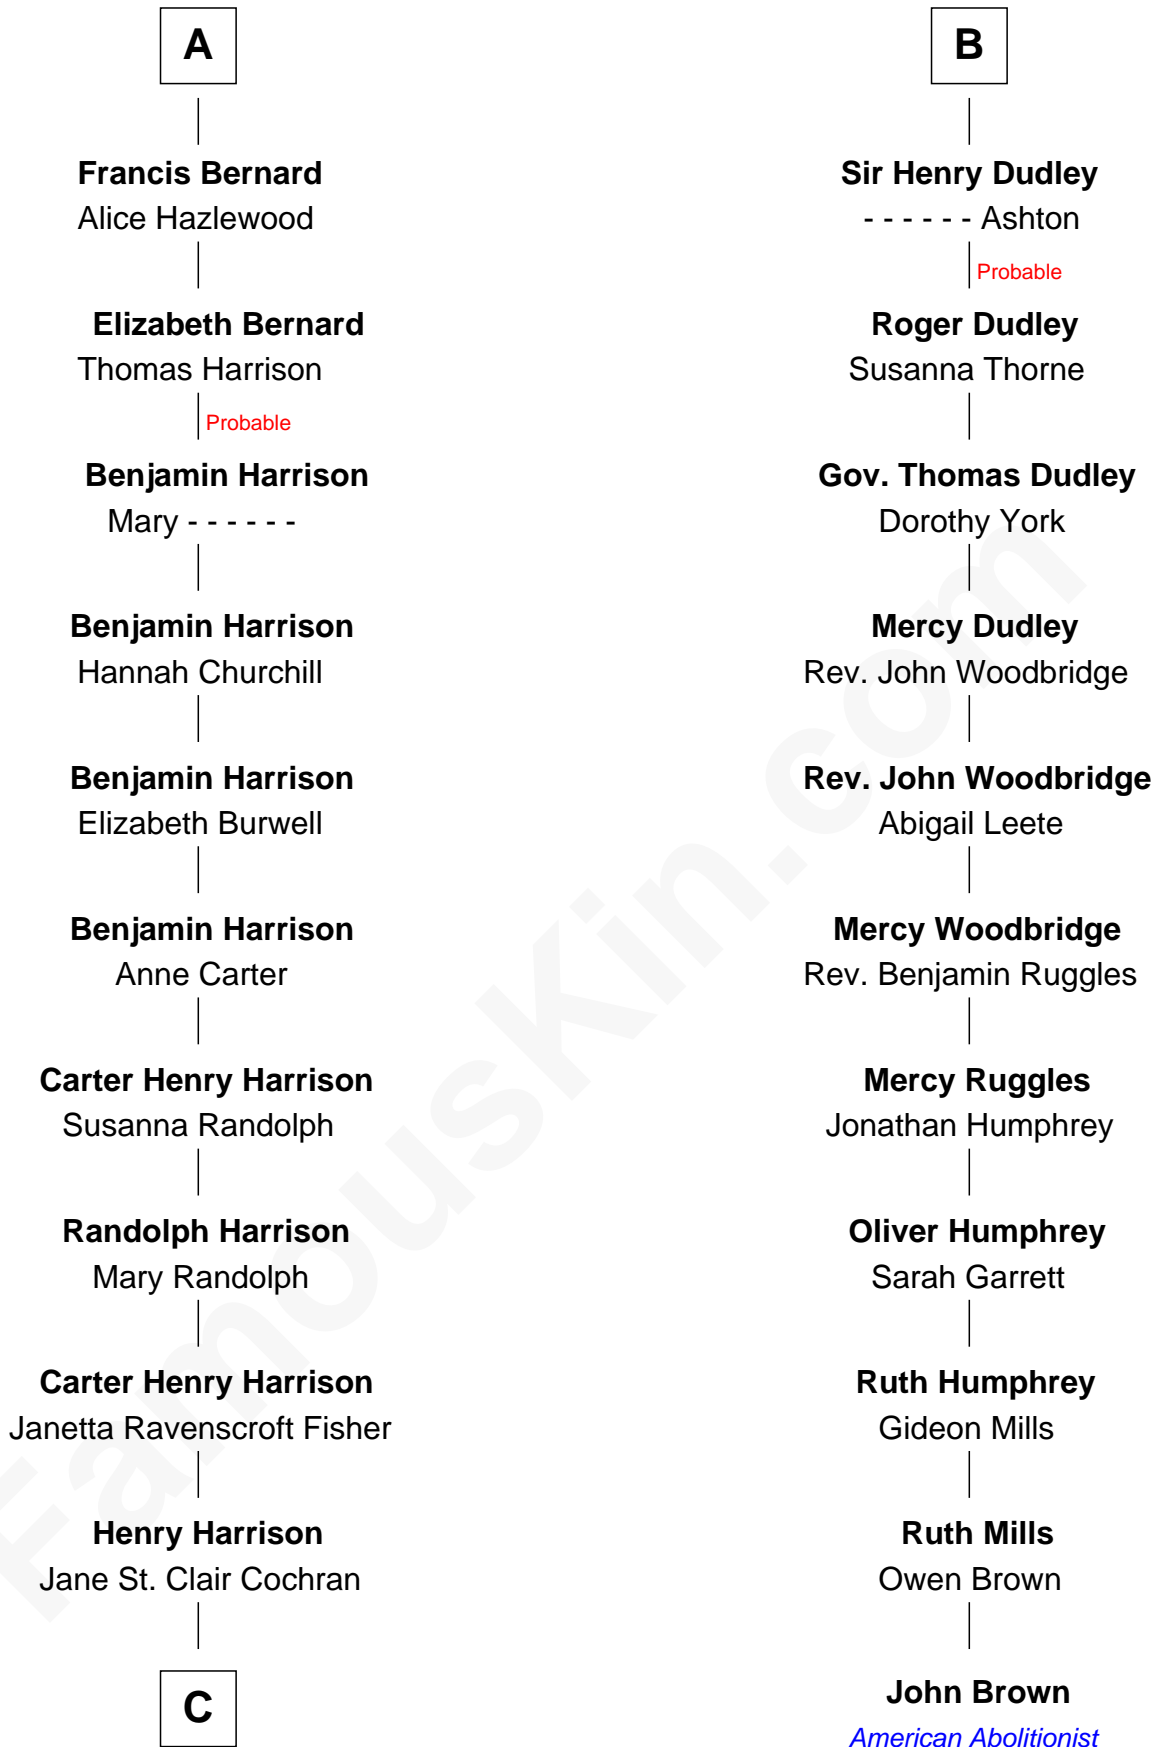 A
Francis Bernard
Alice Hazlewood
Elizabeth Bernard
Thomas Harrison
Probable
Benjamin Harrison
Mary - - - - - -
Benjamin Harrison
Hannah Churchill
Benjamin Harrison
Elizabeth Burwell
Benjamin Harrison
Anne Carter
Carter Henry Harrison
Susanna Randolph
Randolph Harrison
Mary Randolph
Carter Henry Harrison
Janetta Ravenscroft Fisher
Henry Harrison
Jane St. Clair Cochran
C
B
Sir Henry Dudley
- - - - - - Ashton
Probable
Roger Dudley
Susanna Thorne
Gov. Thomas Dudley
Dorothy York
Mercy Dudley
Rev. John Woodbridge
Rev. John Woodbridge
Abigail Leete
Mercy Woodbridge
Rev. Benjamin Ruggles
Mercy Ruggles
Jonathan Humphrey
Oliver Humphrey
Sarah Garrett
Ruth Humphrey
Gideon Mills
Ruth Mills
Owen Brown
John Brown
American Abolitionist
FamousKin.com